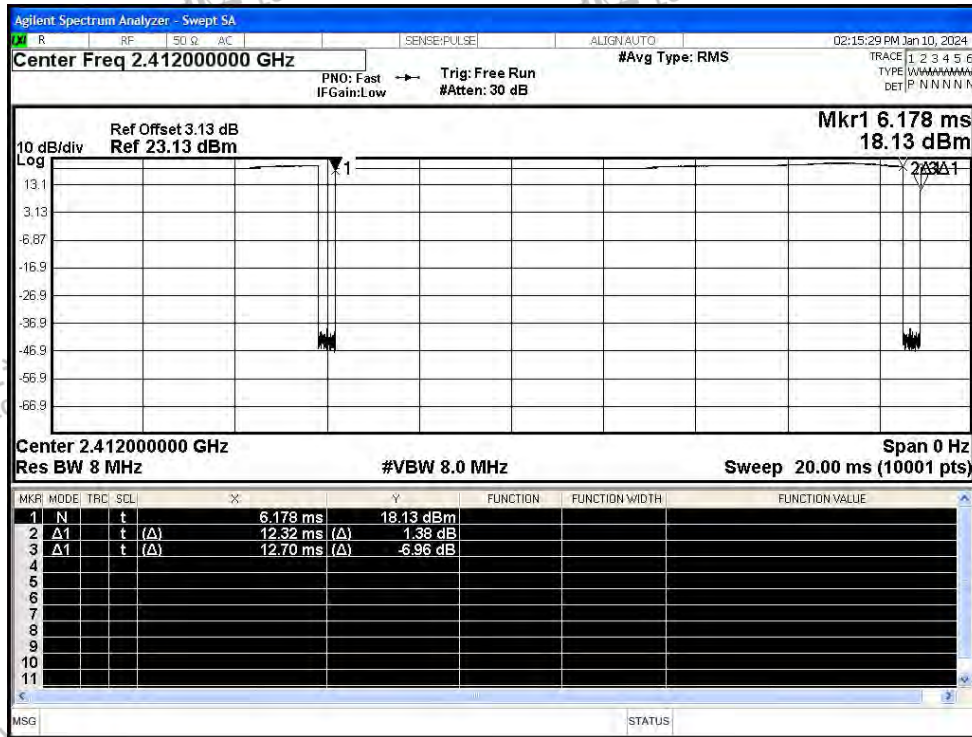 Agilent Spectrum Analyzer - Swept SA
LXI R RF 50 Ω AC SENSE:PULSE ALIGN AUTO 02:15:29 PM Jan 10, 2024
Center Freq 2.412000000 GHz
#Avg Type: RMS
TRACE 1 2 3 4 5 6
PNO: Fast Trig: Free Run
TYPE
IFGain:Low #Atten: 30 dB
DET P N N N N N
Mkr1 6.178 ms
Ref Offset 3.13 dB
10 dB/div Ref 23.13 dBm 18.13 dBm
Log
1
13.1
3.13
-6.87
-16.9
-26.9
-36.9
-46.9
-56.9
-66.9
Center 2.412000000 GHz Span 0 Hz
Res BW 8 MHz #VBW 8.0 MHz Sweep 20.00 ms (10001 pts)
MKR MODE TRC SCL X Y FUNCTION FUNCTION WIDTH FUNCTION VALUE
1 N t 6.178 ms 18.13 dBm
2 Δ1 t (Δ) 12.32 ms (Δ) 1.38 dB
3 Δ1 t (Δ) 12.70 ms (Δ) -6.96 dB
4
5
6
7
8
9
10
11
MSG STATUS